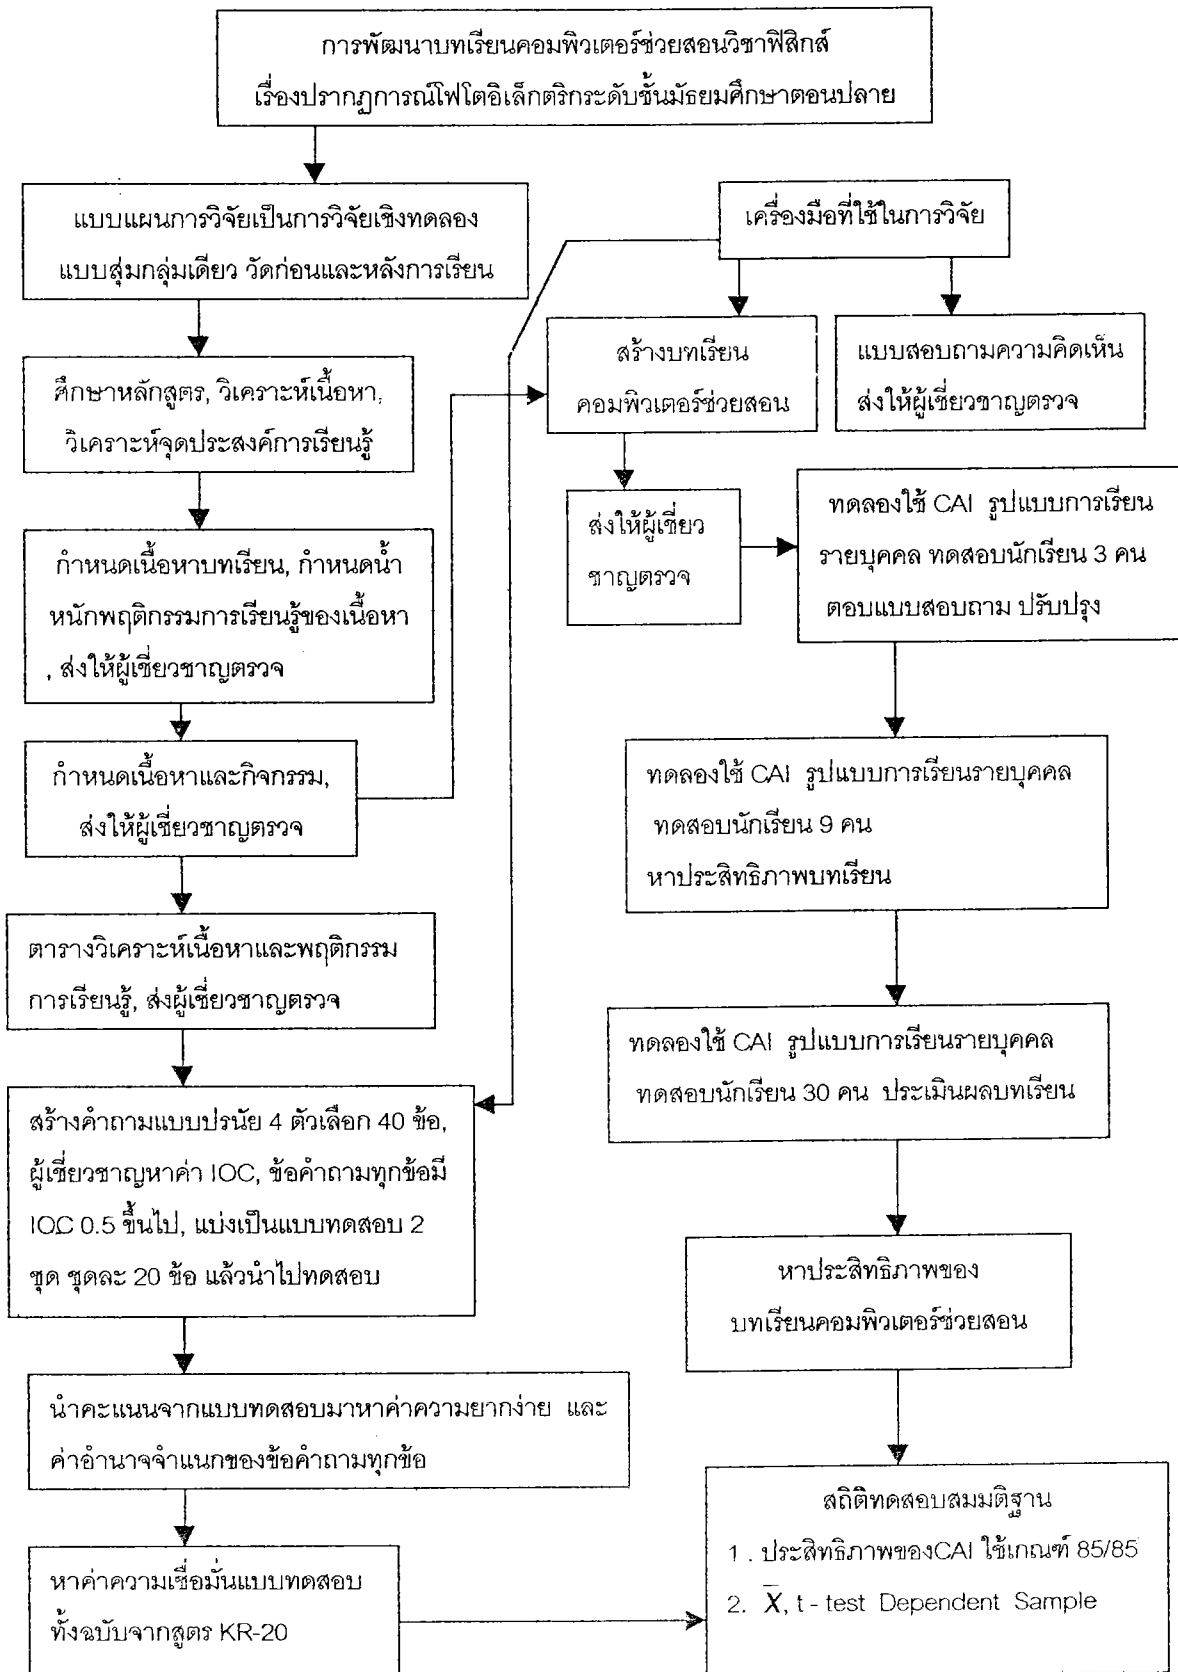 การพัฒนาบทเรียนคอมพิวเตอร์ช่วยสอนวิชาฟิสิกส์
เรื่องปรากฏการณ์โฟโตอิเล็กตริกระดับชั้นมัธยมศึกษาตอนปลาย
แบบแผนการวิจัยเป็นการวิจัยเชิงทดลอง
แบบสุ่มกลุ่มเดียว วัดก่อนและหลังการเรียน
ศึกษาหลักสูตร, วิเคราะห์เนื้อหา,
วิเคราะห์จุดประสงค์การเรียนรู้
กำหนดเนื้อหาบทเรียน, กำหนดน้ำ
หนักพฤติกรรมการเรียนรู้ของเนื้อหา
, ส่งให้ผู้เชี่ยวชาญตรวจ
กำหนดเนื้อหาและกิจกรรม,
ส่งให้ผู้เชี่ยวชาญตรวจ
ตารางวิเคราะห์เนื้อหาและพฤติกรรม
การเรียนรู้, ส่งผู้เชี่ยวชาญตรวจ
สร้างคำถามแบบปรนัย 4 ตัวเลือก 40 ข้อ,
ผู้เชี่ยวชาญหาค่า IOC, ข้อคำถามทุกข้อมี
IOC 0.5 ขึ้นไป, แบ่งเป็นแบบทดสอบ 2
ชุด ชุดละ 20 ข้อ แล้วนำไปทดสอบ
นำคะแนนจากแบบทดสอบมาหาค่าความยากง่าย และ
ค่าอำนาจจำแนกของข้อคำถามทุกข้อ
หาค่าความเชื่อมั่นแบบทดสอบ
ทั้งฉบับจากสูตร KR-20
เครื่องมือที่ใช้ในการวิจัย
สร้างบทเรียน
คอมพิวเตอร์ช่วยสอน
แบบสอบถามความคิดเห็น
ส่งให้ผู้เชี่ยวชาญตรวจ
ส่งให้ผู้เชี่ยว
ชาญตรวจ
ทดลองใช้ CAI รูปแบบการเรียน
รายบุคคล ทดสอบนักเรียน 3 คน
ตอบแบบสอบถาม ปรับปรุง
ทดลองใช้ CAI รูปแบบการเรียนรายบุคคล
ทดสอบนักเรียน 9 คน
หาประสิทธิภาพบทเรียน
ทดลองใช้ CAI รูปแบบการเรียนรายบุคคล
ทดสอบนักเรียน 30 คน ประเมินผลบทเรียน
หาประสิทธิภาพของ
บทเรียนคอมพิวเตอร์ช่วยสอน
สถิติทดสอบสมมติฐาน
1. ประสิทธิภาพของCAI ใช้เกณฑ์ 85/85
2. X̄, t - test Dependent Sample